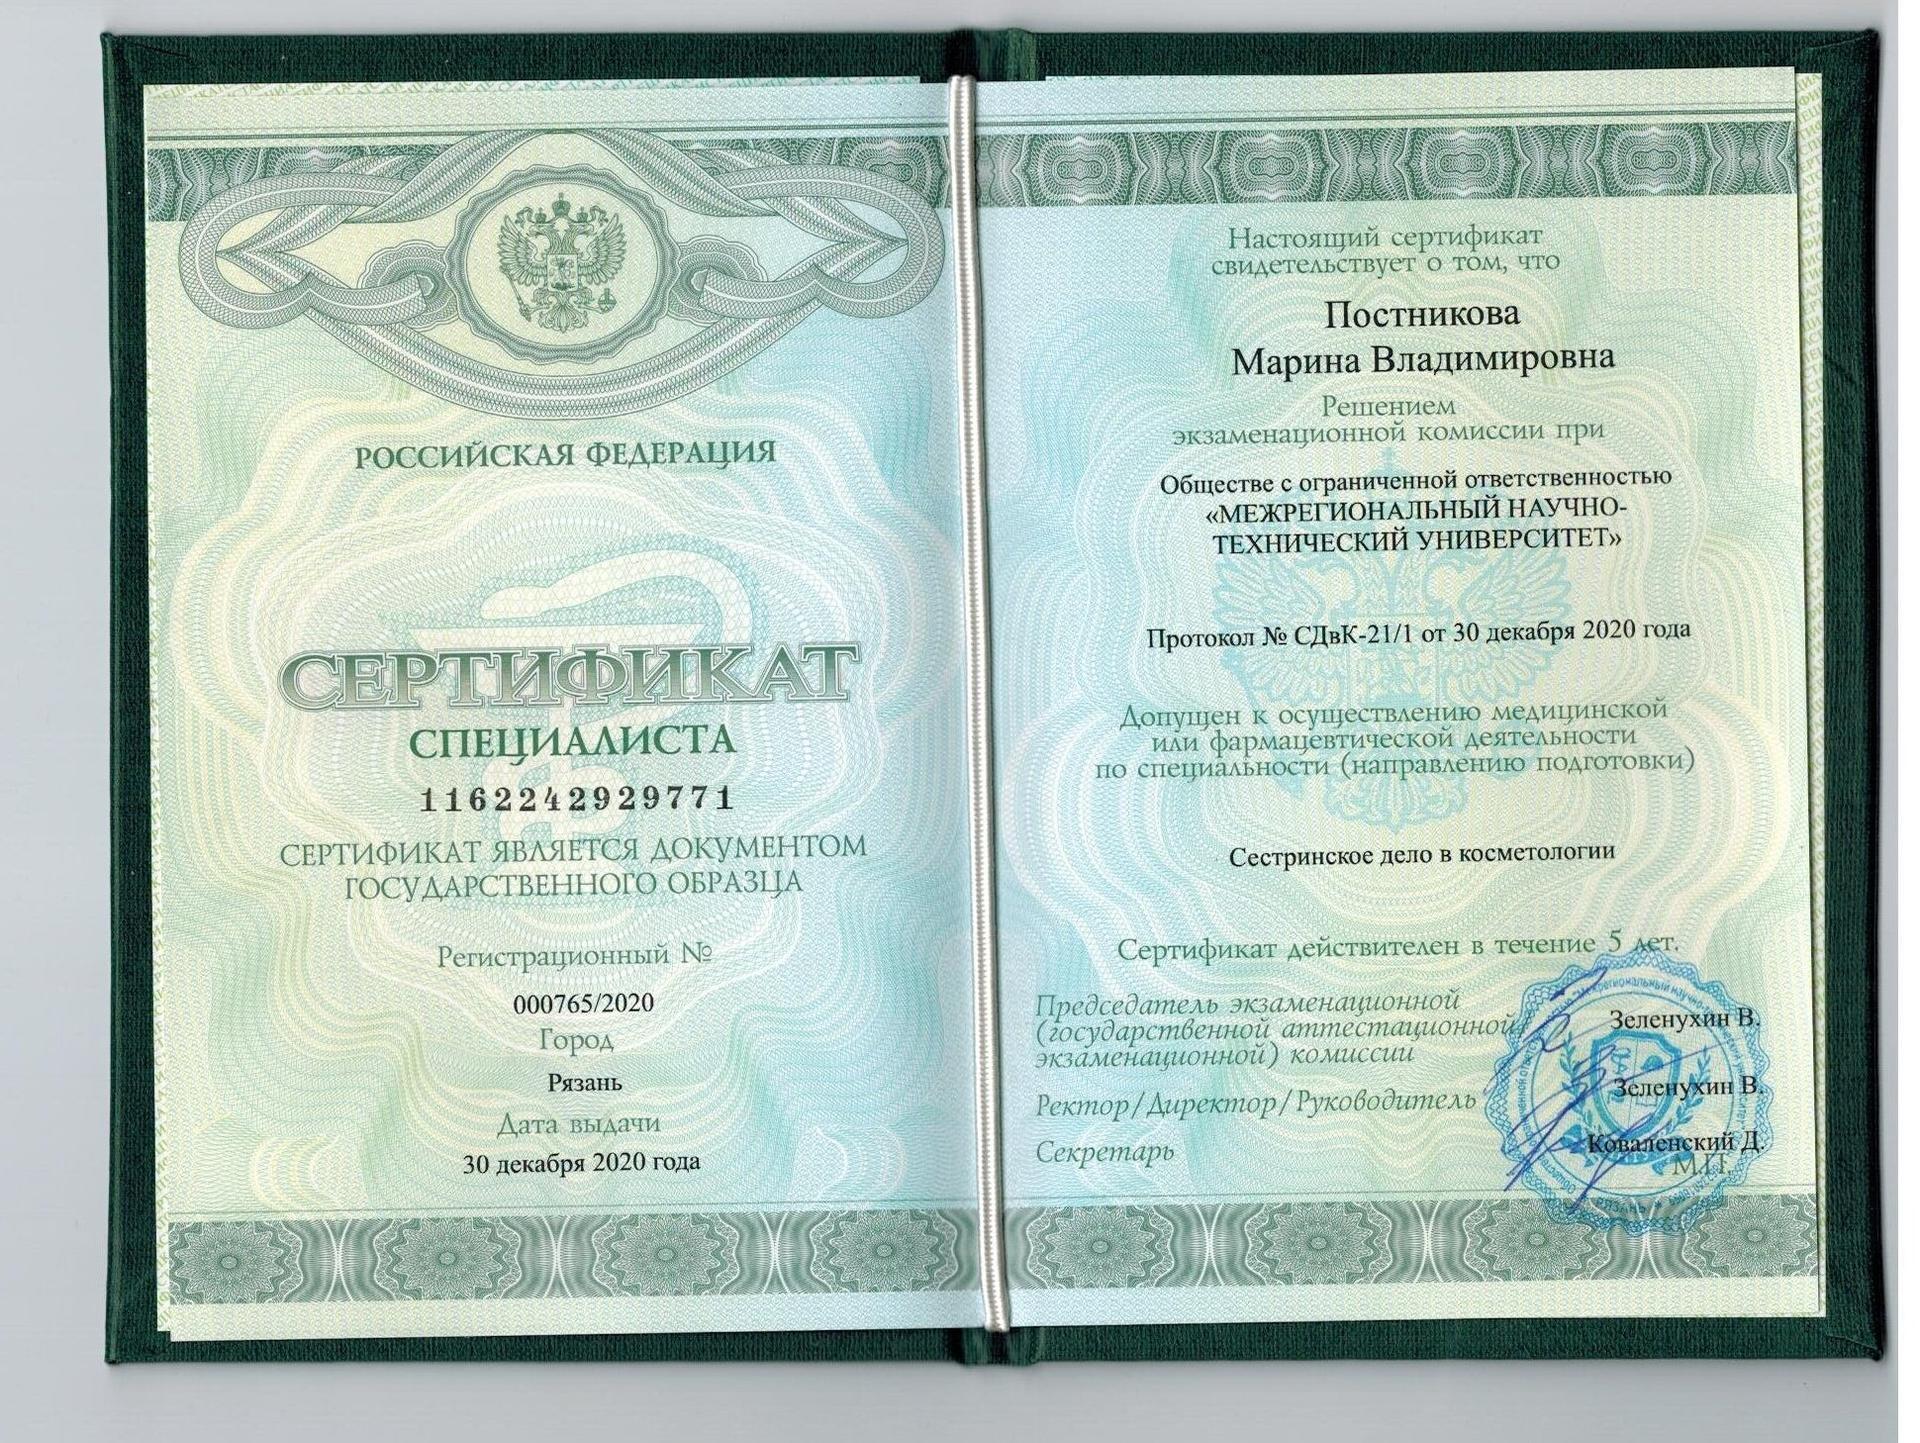 РОССИЙСКАЯ ФЕДЕРАЦИЯ
СЕРТИФИКАТ
СПЕЦИАЛИСТА
1162242929771
СЕРТИФИКАТ ЯВЛЯЕТСЯ ДОКУМЕНТОМ
ГОСУДАРСТВЕННОГО ОБРАЗЦА
Регистрационный №
000765/2020
Город
Рязань
Дата выдачи
30 декабря 2020 года
Настоящий сертификат
свидетельствует о том, что
Постникова
Марина Владимировна
Решением
экзаменационной комиссии при
Обществе с ограниченной ответственностью
«МЕЖРЕГИОНАЛЬНЫЙ НАУЧНО-
ТЕХНИЧЕСКИЙ УНИВЕРСИТЕТ»
Протокол № СДвК-21/1 от 30 декабря 2020 года
Допущен к осуществлению медицинской
или фармацевтической деятельности
по специальности (направлению подготовки)
Сестринское дело в косметологии
Сертификат действителен в течение 5 лет.
Председатель экзаменационной
(государственной аттестационной/
экзаменационной) комиссии
Зеленухин В.
Ректор/Директор/Руководитель
Зеленухин В.
Секретарь
Коваленский Д.
М.П.